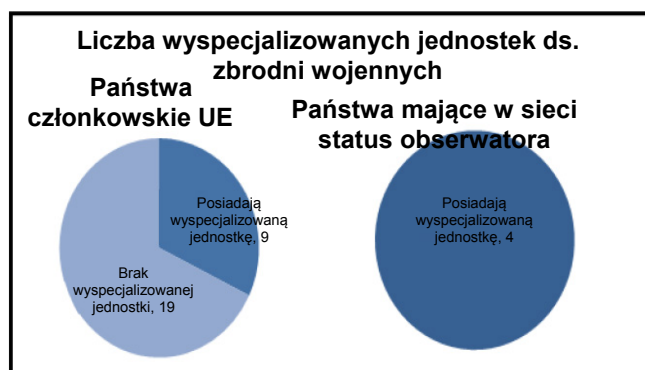 Liczba wyspecjalizowanych jednostek ds.
zbrodni wojennych
Państwa
członkowskie UE
Państwa mające w sieci
status obserwatora
Posiadają
wyspecjalizowaną
jednostkę, 9
Brak
wyspecjalizowanej
jednostki, 19
Posiadają
wyspecjalizowaną
jednostkę, 4